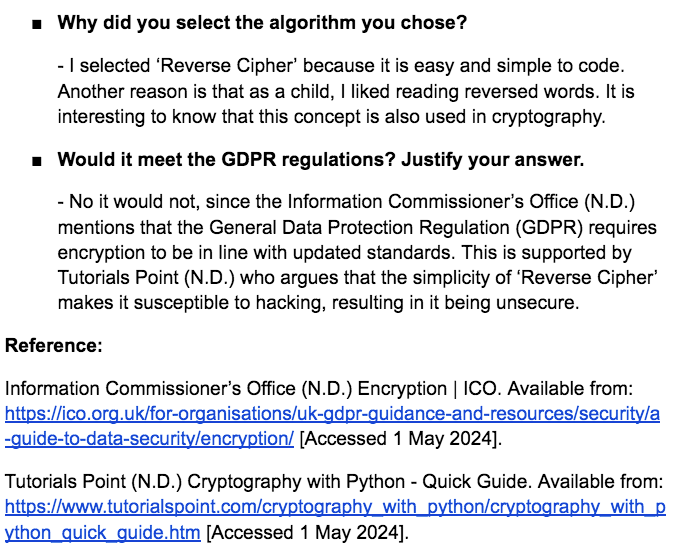 ■ Why did you select the algorithm you chose?
- I selected ‘Reverse Cipher’ because it is easy and simple to code.
Another reason is that as a child, I liked reading reversed words. It is
interesting to know that this concept is also used in cryptography.
■ Would it meet the GDPR regulations? Justify your answer.
- No it would not, since the Information Commissioner’s Office (N.D.)
mentions that the General Data Protection Regulation (GDPR) requires
encryption to be in line with updated standards. This is supported by
Tutorials Point (N.D.) who argues that the simplicity of ‘Reverse Cipher’
makes it susceptible to hacking, resulting in it being unsecure.
Reference:
Information Commissioner’s Office (N.D.) Encryption | ICO. Available from:
https://ico.org.uk/for-organisations/uk-gdpr-guidance-and-resources/security/a
-guide-to-data-security/encryption/ [Accessed 1 May 2024].
Tutorials Point (N.D.) Cryptography with Python - Quick Guide. Available from:
https://www.tutorialspoint.com/cryptography_with_python/cryptography_with_p
ython_quick_guide.htm [Accessed 1 May 2024].